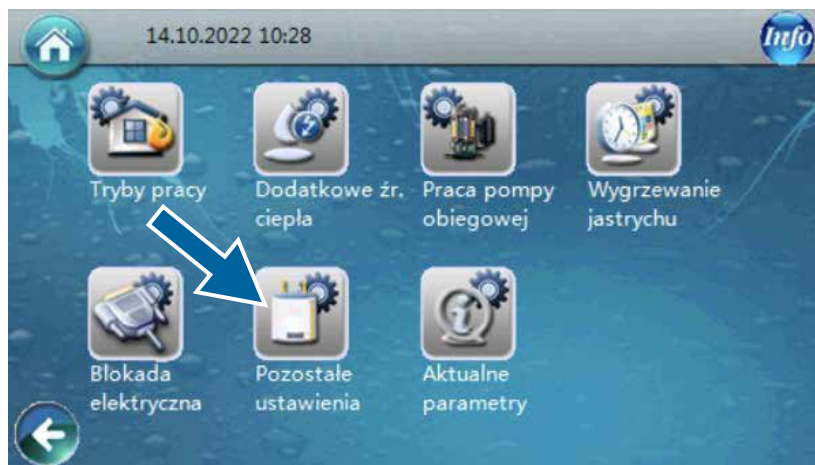 14.10.2022 10:28
Info
Tryby pracy
Dodatkowe źr.
ciepła
Praca pompy
obiegowej
Wygrzewanie
jastrychu
Blokada
elektryczna
Pozostałe
ustawienia
Aktualne
parametry